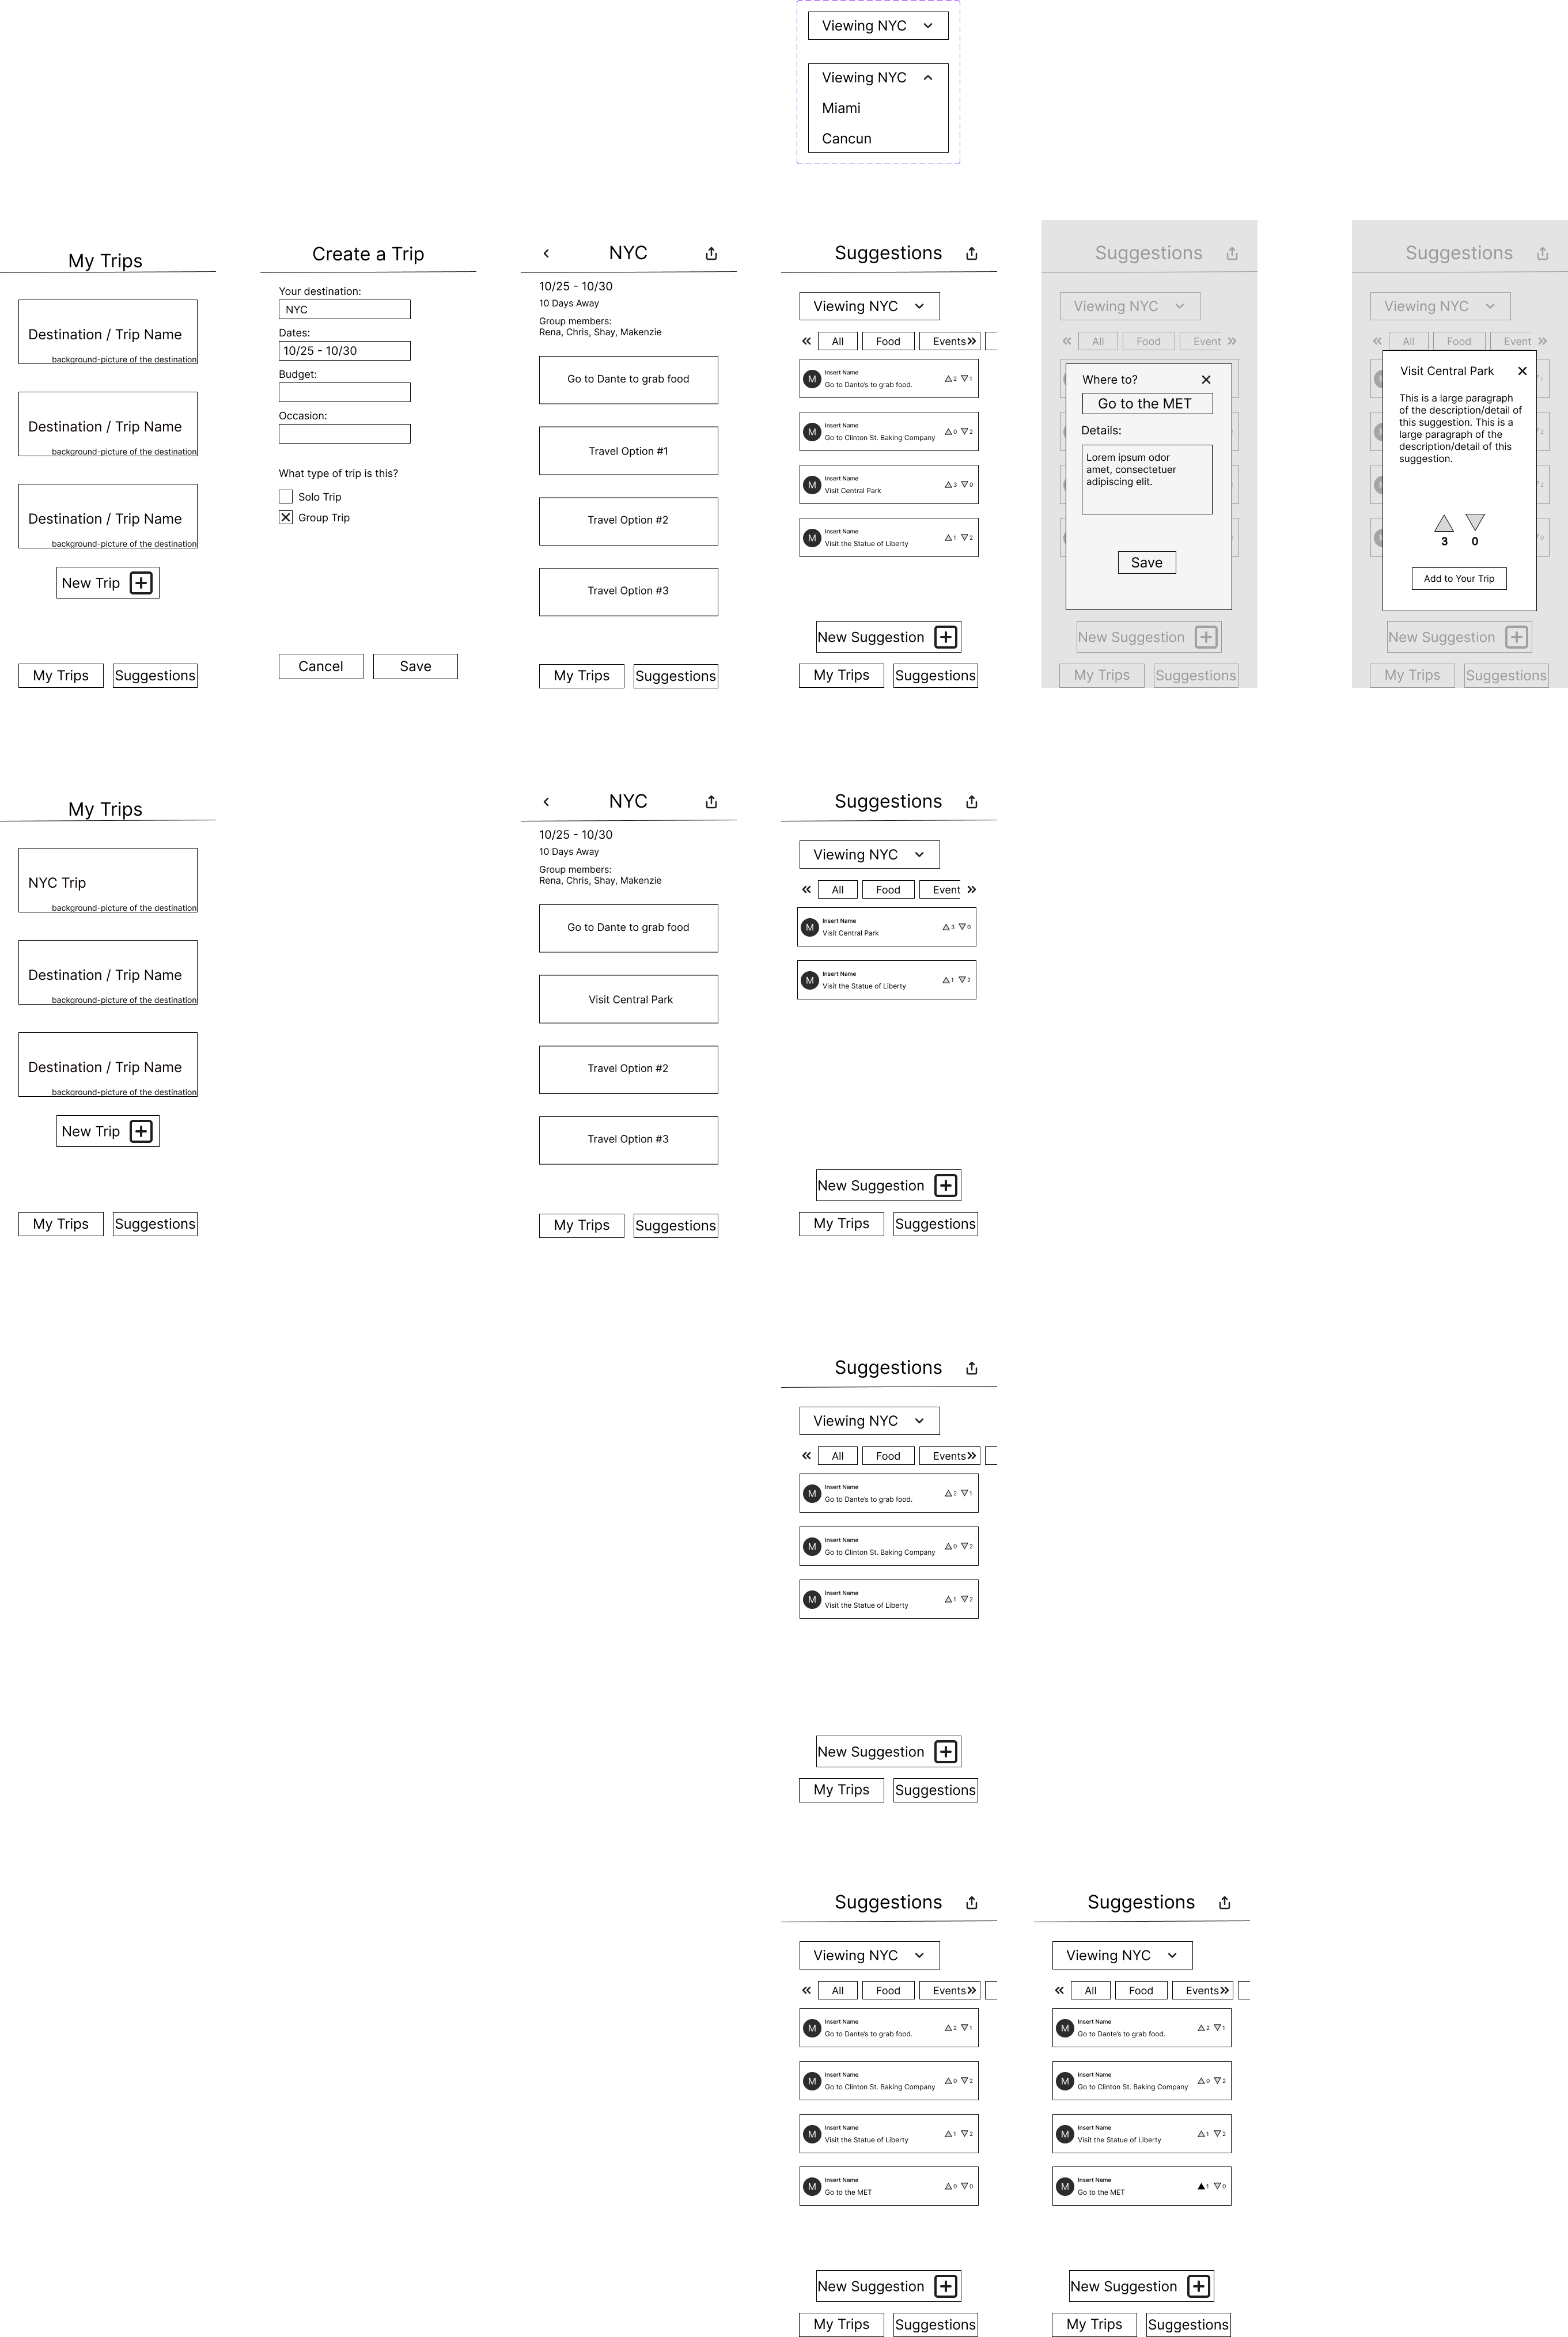 Viewing NYC
Viewing NYC
Miami
Cancun
My Trips
Destination / Trip Name
background-picture of the destination
Destination / Trip Name
background-picture of the destination
Destination / Trip Name
background-picture of the destination
New Trip
My Trips Suggestions
Create a Trip
Your destination:
NYC
Dates:
10/25 - 10/30
Budget:
Occasion:
What type of trip is this?
Solo Trip
Group Trip
Cancel Save
NYC
10/25 - 10/30
10 Days Away
Group members:
Rena, Chris, Shay, Makenzie
Go to Dante to grab food
Travel Option #1
Travel Option #2
Travel Option #3
My Trips Suggestions
Suggestions
Viewing NYC
All Food Events
Insert Name
M Go to Dante's to grab food. 2 1
Insert Name
M Go to Clinton St. Baking Company 0 2
Insert Name
M Visit Central Park 3 0
Insert Name
M Visit the Statue of Liberty 1 2
New Suggestion
My Trips Suggestions
Suggestions
Viewing NYC
All Food Event
Where to?
Go to the MET
Details:
Lorem ipsum odor
amet, consectetuer
adipiscing elit.
Save
New Suggestion
My Trips Suggestions
Suggestions
Viewing NYC
All Food Event
Visit Central Park
This is a large paragraph
of the description/detail of
this suggestion. This is a
large paragraph of the
description/detail of this
suggestion.
3 0
Add to Your Trip
New Suggestion
My Trips Suggestions
My Trips
NYC Trip
background-picture of the destination
Destination / Trip Name
background-picture of the destination
Destination / Trip Name
background-picture of the destination
New Trip
My Trips Suggestions
NYC
10/25 - 10/30
10 Days Away
Group members:
Rena, Chris, Shay, Makenzie
Go to Dante to grab food
Visit Central Park
Travel Option #2
Travel Option #3
My Trips Suggestions
Suggestions
Viewing NYC
All Food Event
Insert Name
M Visit Central Park 3 0
Insert Name
M Visit the Statue of Liberty 1 2
New Suggestion
My Trips Suggestions
Suggestions
Viewing NYC
All Food Events
Insert Name
M Go to Dante's to grab food. 2 1
Insert Name
M Go to Clinton St. Baking Company 0 2
Insert Name
M Visit the Statue of Liberty 1 2
New Suggestion
My Trips Suggestions
Suggestions
Viewing NYC
All Food Events
Insert Name
M Go to Dante's to grab food. 2 1
Insert Name
M Go to Clinton St. Baking Company 0 2
Insert Name
M Visit the Statue of Liberty 1 2
Insert Name
M Go to the MET 0 0
New Suggestion
My Trips Suggestions
Suggestions
Viewing NYC
All Food Events
Insert Name
M Go to Dante's to grab food. 2 1
Insert Name
M Go to Clinton St. Baking Company 0 2
Insert Name
M Visit the Statue of Liberty 1 2
Insert Name
M Go to the MET 1 0
New Suggestion
My Trips Suggestions